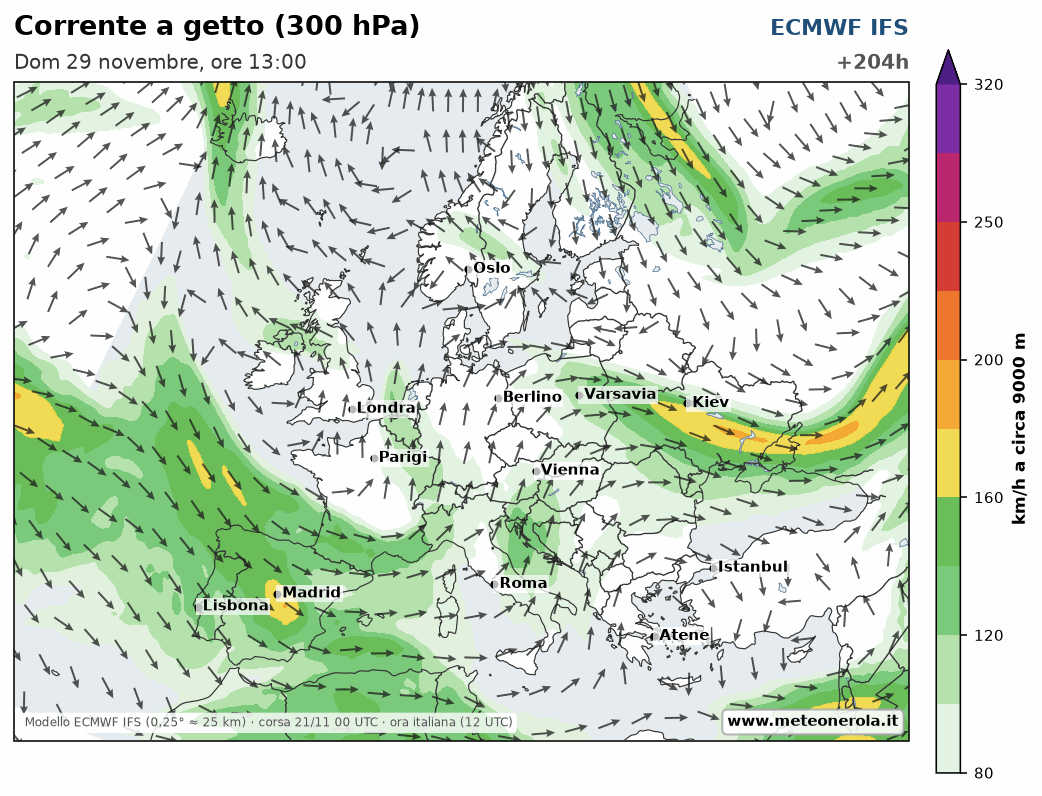 Corrente a getto (300 hPa)
ECMWF IFS
Dom 29 novembre, ore 13:00
+204h
320
250
200
160
120
80
km/h a circa 9000 m
Oslo
Berlino
Varsavia
Kiev
Londra
Parigi
Vienna
Istanbul
Roma
Madrid
Lisbona
Atene
Modello ECMWF IFS (0,25° ≈ 25 km) · corsa 21/11 00 UTC · ora italiana (12 UTC)
www.meteonerola.it